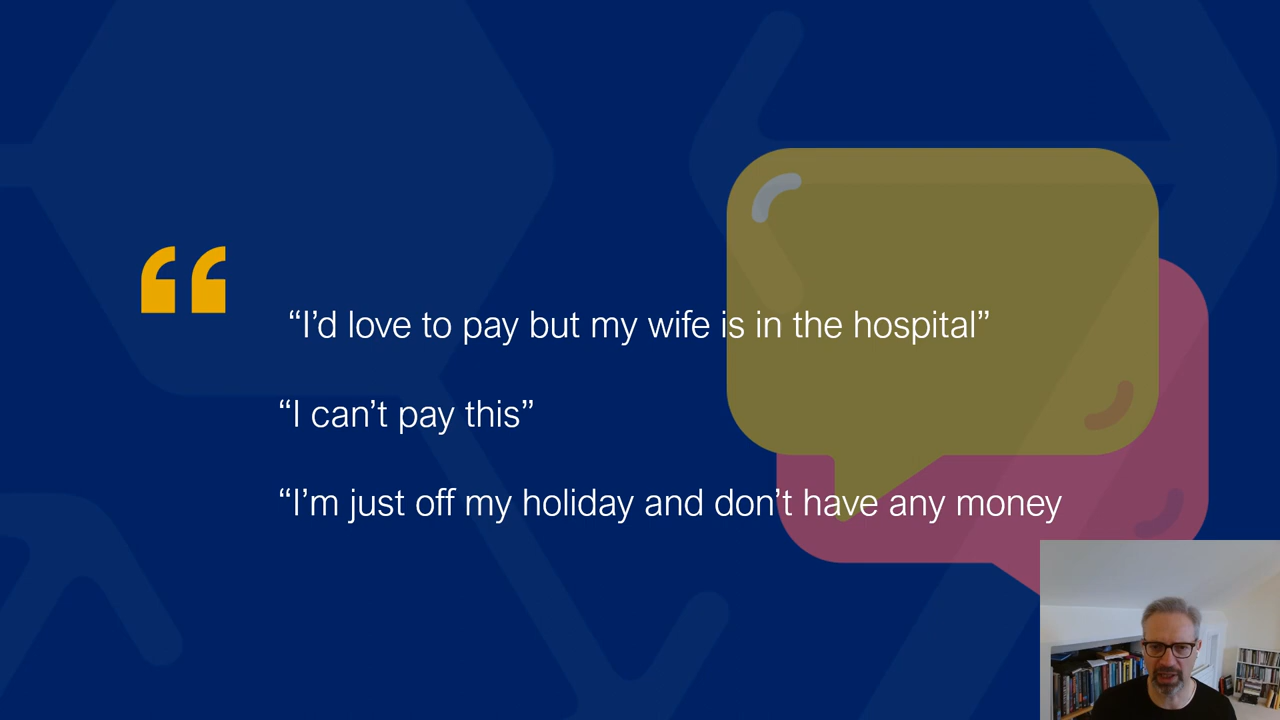 “I’d love to pay but my wife is in the hospital”
“I can’t pay this”
“I’m just off my holiday and don’t have any money